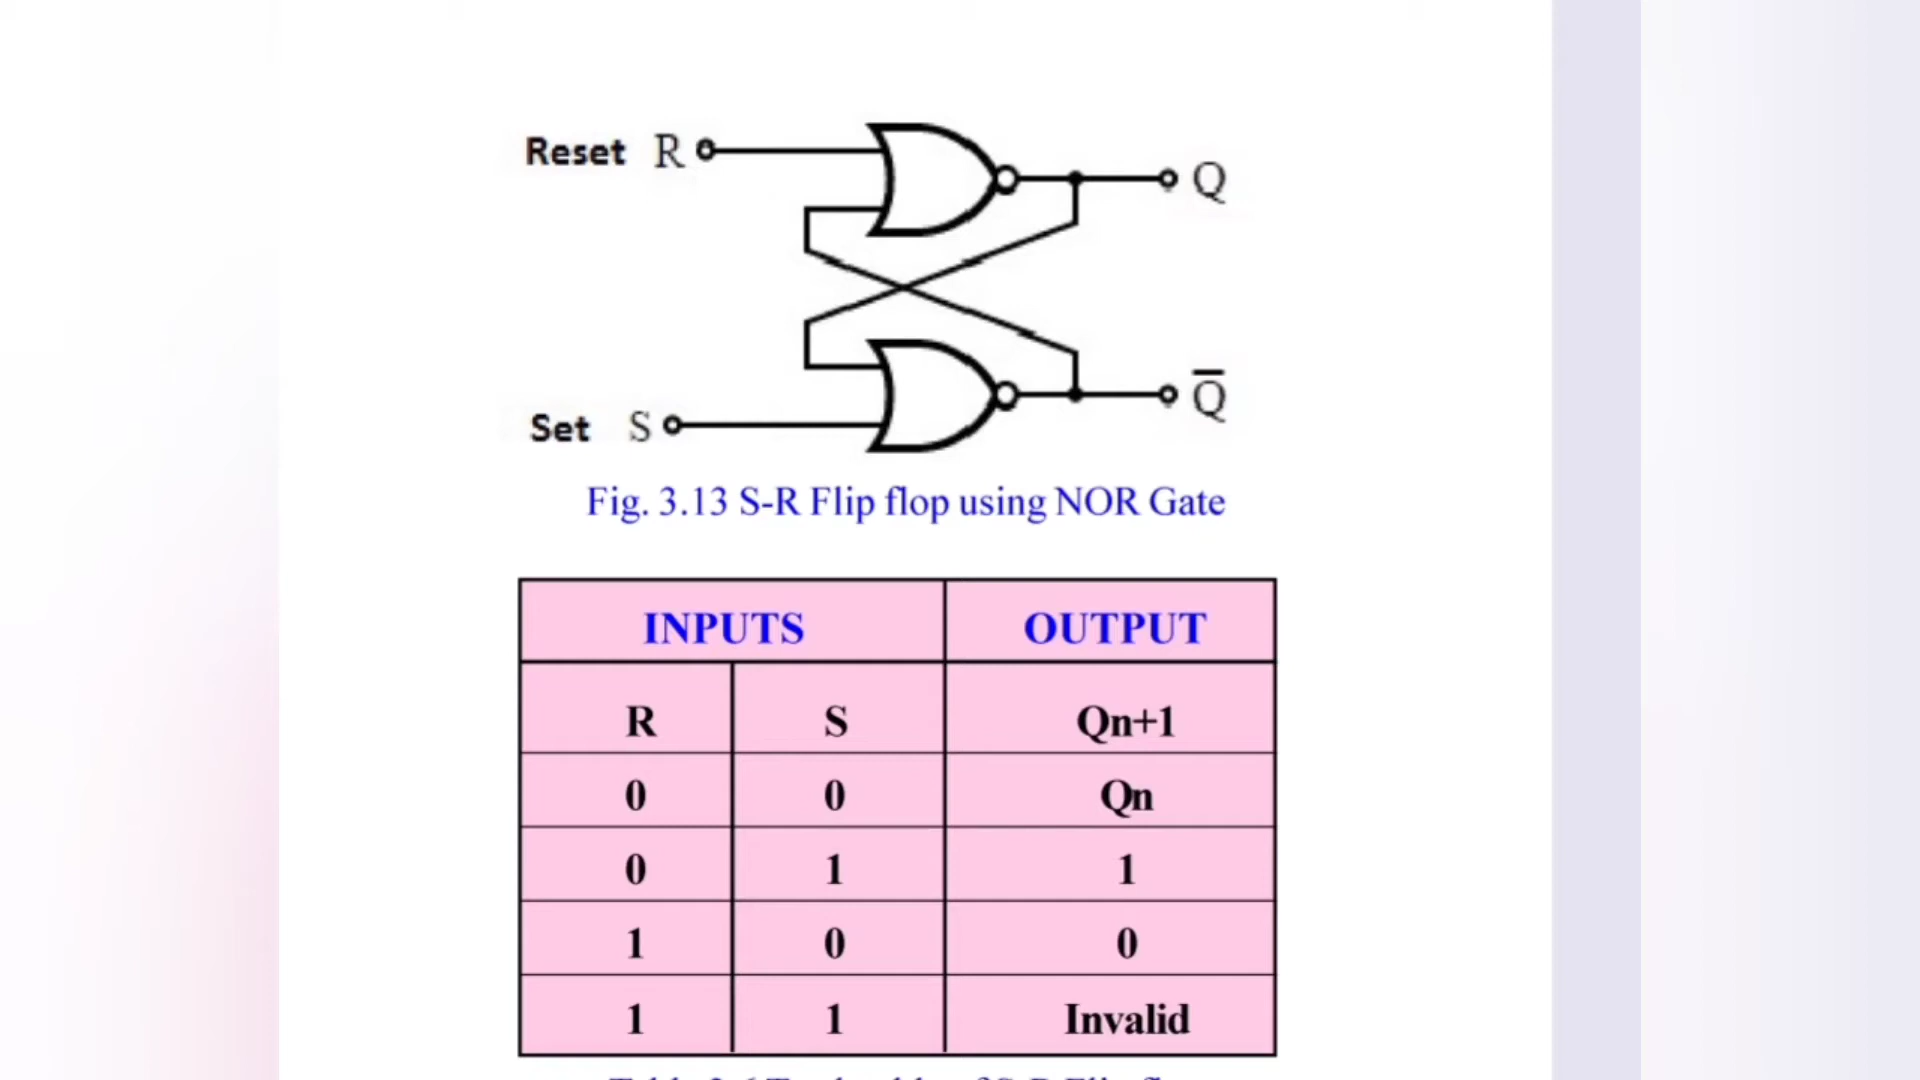 Reset R Q
Set S Q̅
Fig. 3.13 S-R Flip flop using NOR Gate
INPUTS OUTPUT
R S Qn+1
0 0 Qn
0 1 1
1 0 0
1 1 Invalid